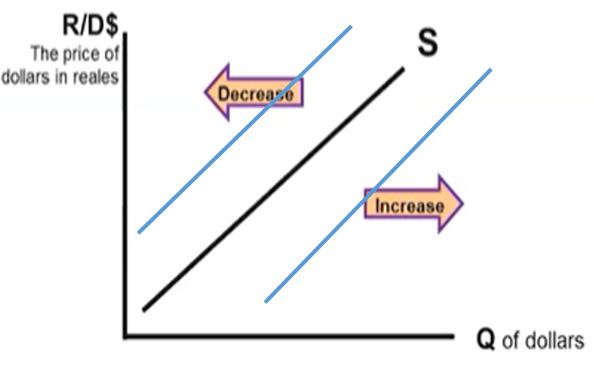 R/D$
The price of
dollars in reales
S
Decrease
Increase
Q of dollars